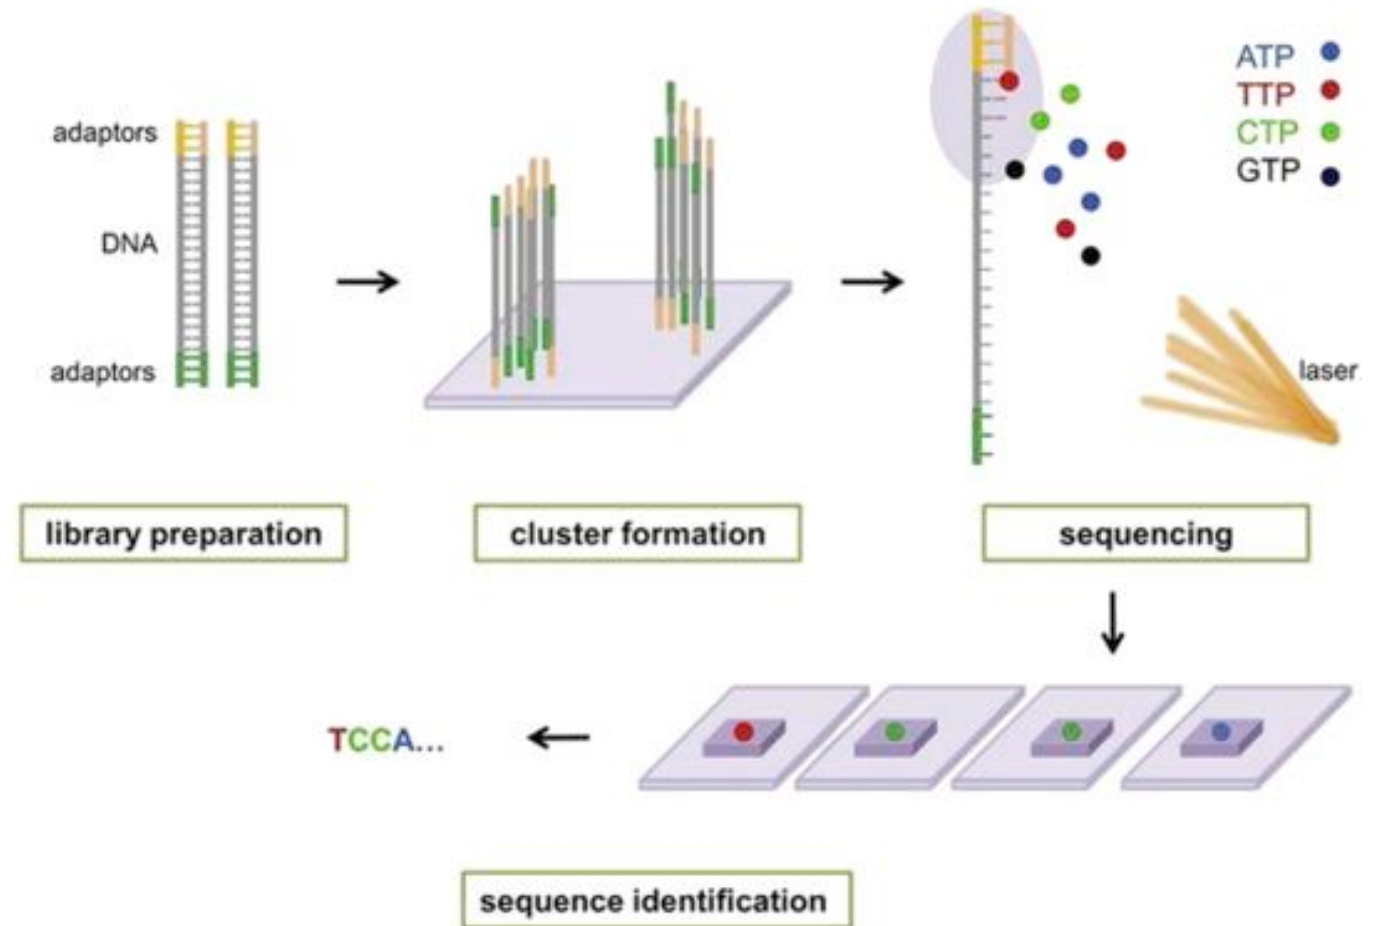 adaptors
DNA
adaptors
library preparation
cluster formation
ATP
TTP
CTP
GTP
laser
sequencing
TCCA...
sequence identification